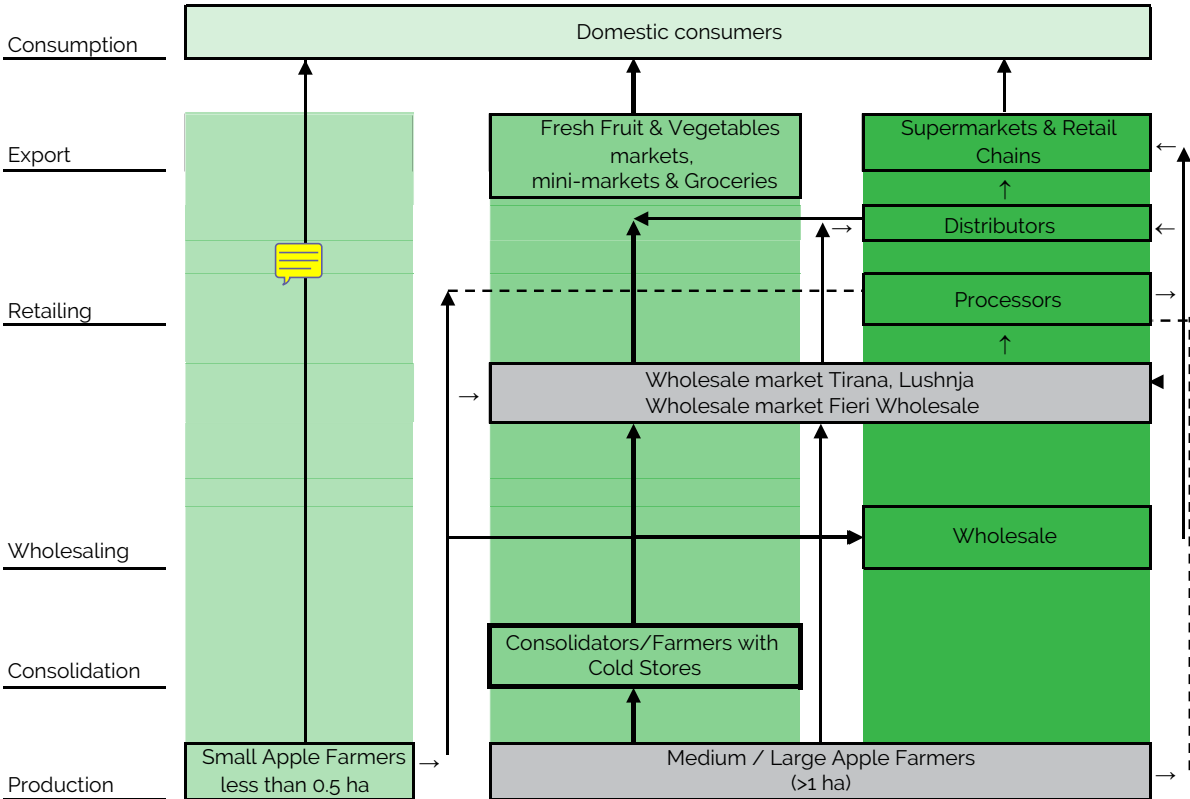 Domestic consumers
Consumption
Fresh Fruit & Vegetables
markets,
mini-markets & Groceries
Supermarkets & Retail
Chains
Export
Distributors
Processors
Retailing
Wholesale market Tirana, Lushnja
Wholesale market Fieri Wholesale
Wholesale
Wholesaling
Consolidators/Farmers with
Cold Stores
Consolidation
Small Apple Farmers
less than 0.5 ha
Medium / Large Apple Farmers
(>1 ha)
Production